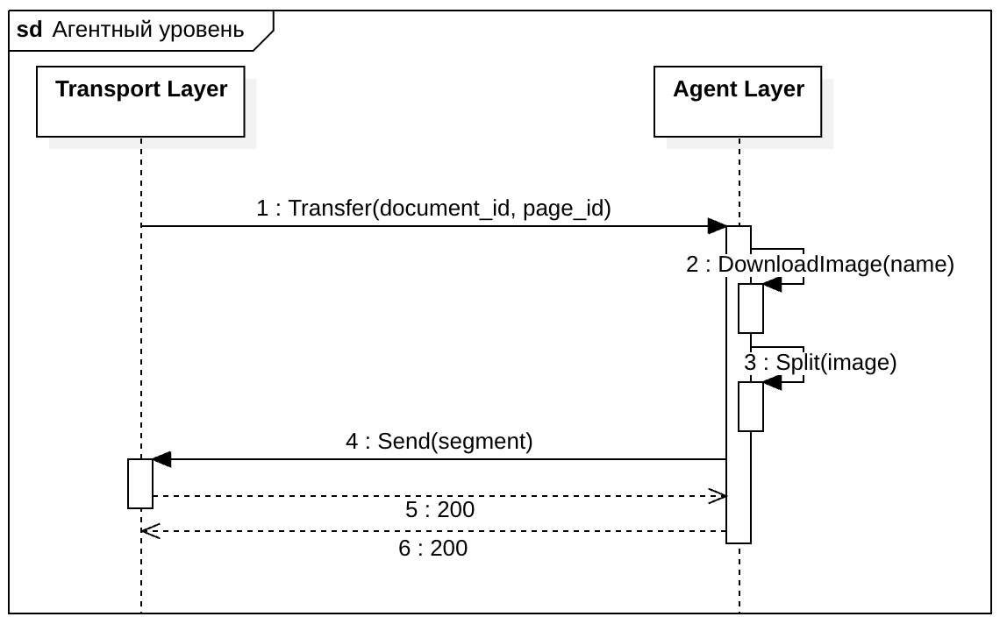 sd Агентный уровень
Transport Layer
Agent Layer
1 : Transfer(document_id, page_id)
2 : DownloadImage(name)
3 : Split(image)
4 : Send(segment)
5 : 200
6 : 200